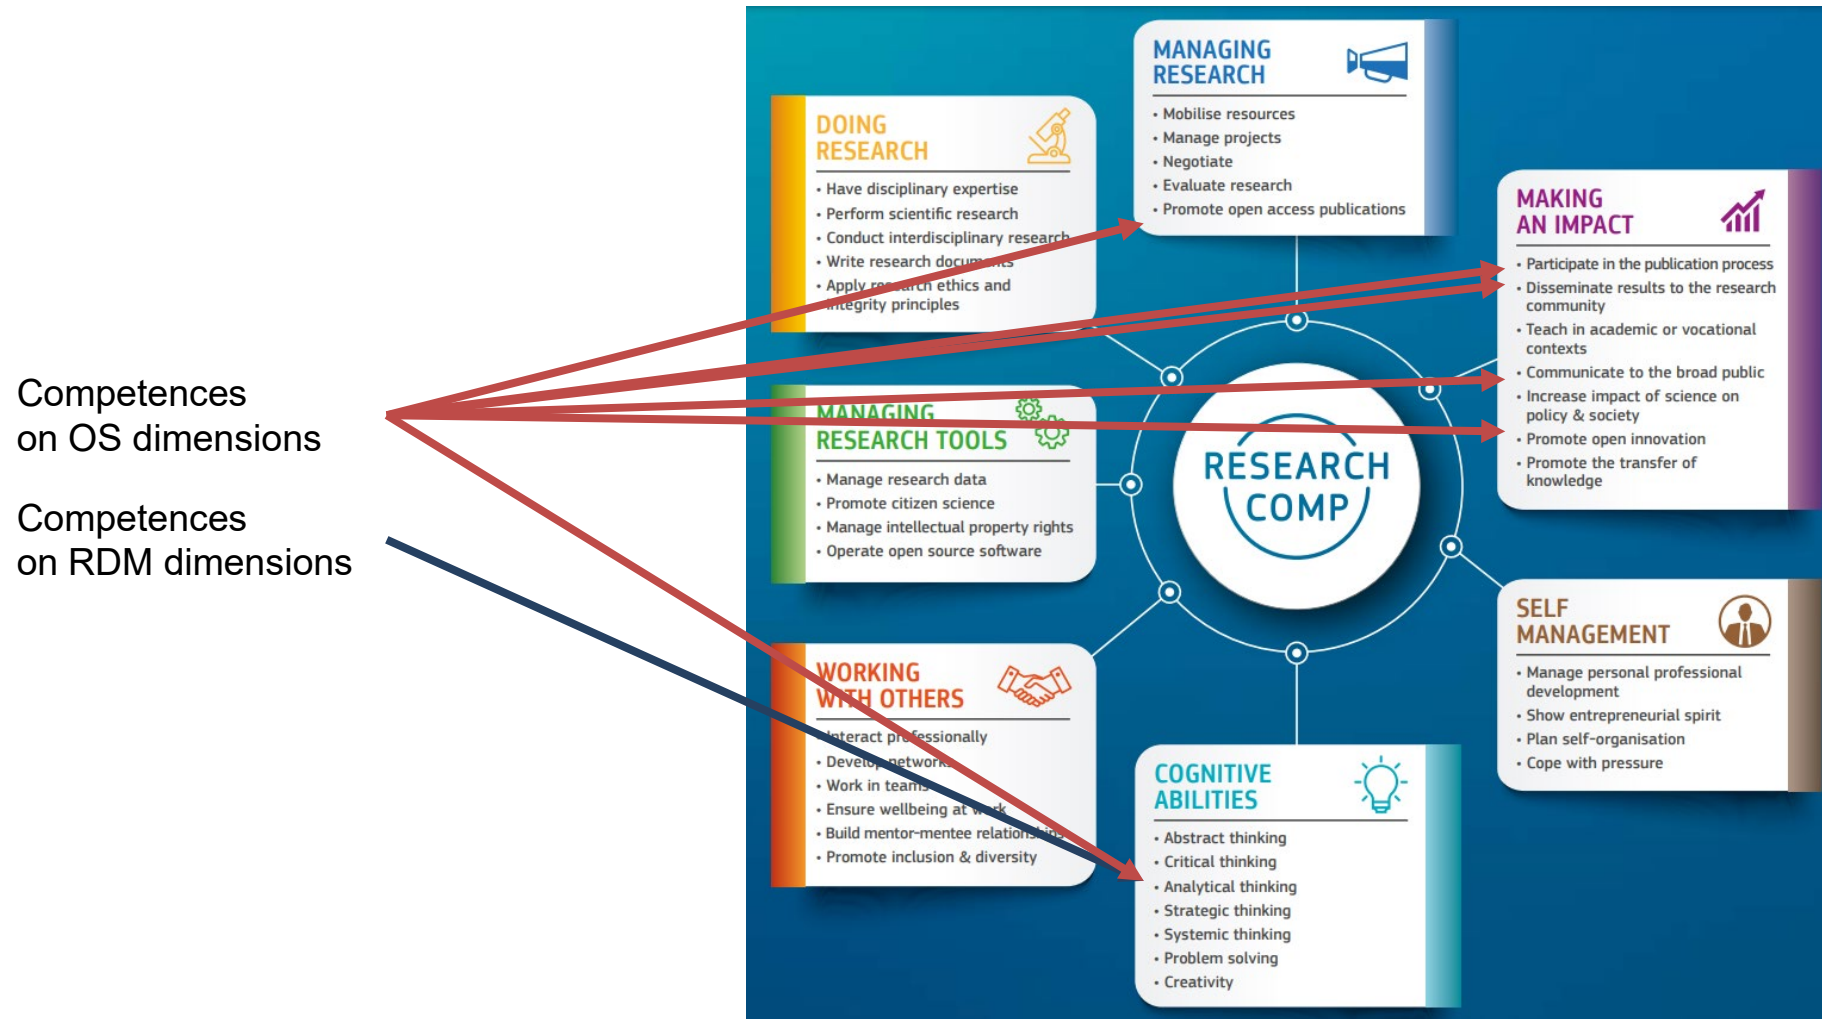 Competences
on OS dimensions
Competences
on RDM dimensions
MANAGING
RESEARCH
• Mobilise resources
• Manage projects
• Negotiate
• Evaluate research
• Promote open access publications
DOING
RESEARCH
• Have disciplinary expertise
• Perform scientific research
• Conduct interdisciplinary research
• Write research documents
• Apply research ethics and
integrity principles
MAKING
AN IMPACT
• Participate in the publication process
• Disseminate results to the research
community
• Teach in academic or vocational
contexts
• Communicate to the broad public
• Increase impact of science on
policy & society
• Promote open innovation
• Promote the transfer of
knowledge
MANAGING
RESEARCH TOOLS
• Manage research data
• Promote citizen science
• Manage intellectual property rights
• Operate open source software
RESEARCH
COMP
SELF
MANAGEMENT
• Manage personal professional
development
• Show entrepreneurial spirit
• Plan self-organisation
• Cope with pressure
WORKING
WITH OTHERS
• Interact professionally
• Develop networks
• Work in teams
• Ensure wellbeing at work
• Build mentor-mentee relationships
• Promote inclusion & diversity
COGNITIVE
ABILITIES
• Abstract thinking
• Critical thinking
• Analytical thinking
• Strategic thinking
• Systemic thinking
• Problem solving
• Creativity